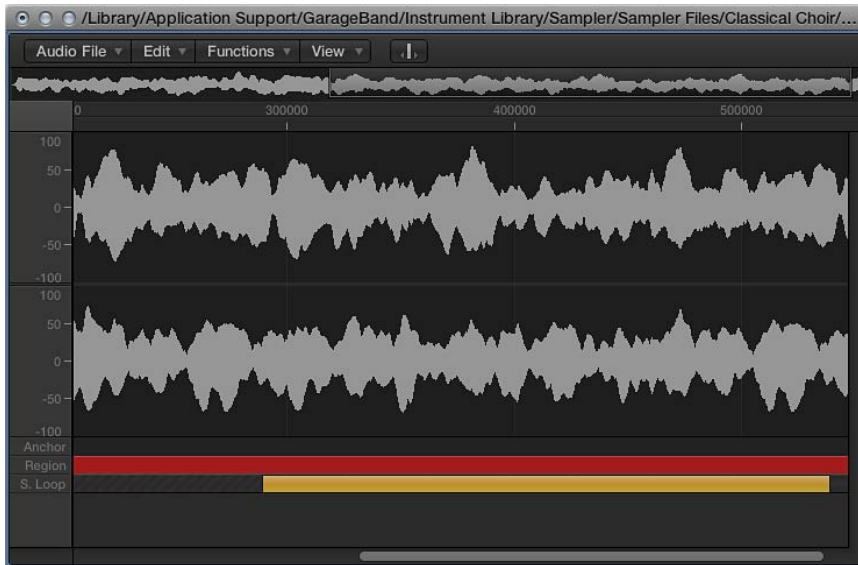 /Library/Application Support/GarageBand/Instrument Library/Sampler/Sampler Files/Classical Choir/...
Audio File Edit Functions View
0 300000 400000 500000
100
50
0
-50
-100
100
50
0
-50
-100
Anchor
Region
S. Loop